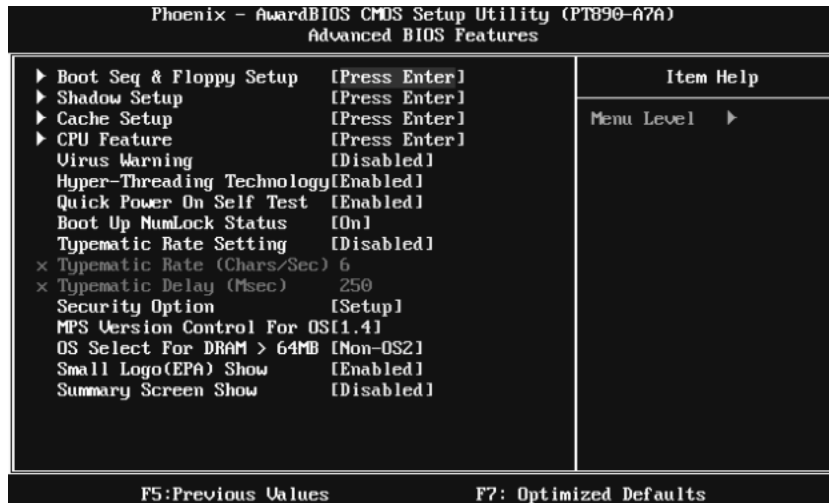 Phoenix - AwardBIOS CMOS Setup Utility (PT890-A7A)
Advanced BIOS Features
Boot Seq & Floppy Setup [Press Enter]
Shadow Setup [Press Enter]
Cache Setup [Press Enter]
CPU Feature [Press Enter]
Virus Warning [Disabled]
Hyper-Threading Technology[Enabled]
Quick Power On Self Test [Enabled]
Boot Up NumLock Status [On]
Typematic Rate Setting [Disabled]
x Typematic Rate (Chars/Sec) 6
x Typematic Delay (Msec) 250
Security Option [Setup]
MPS Version Control For OS[1.4]
OS Select For DRAM > 64MB [Non-OS2]
Small Logo(EPA) Show [Enabled]
Summary Screen Show [Disabled]
Item Help
Menu Level
F5:Previous Values F7: Optimized Defaults